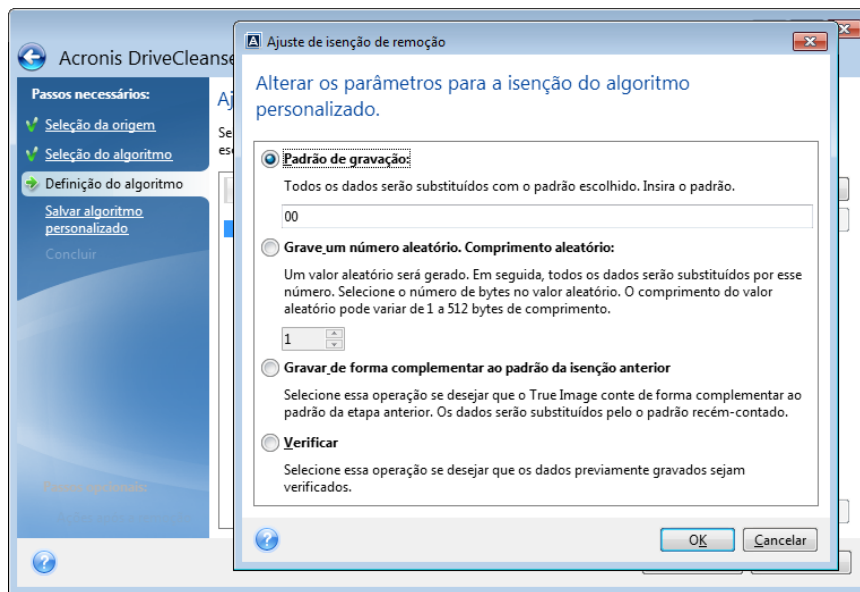 Acronis DriveCleanse
Passos necessários:
Seleção da origem
Seleção do algoritmo
Definição do algoritmo
Salvar algoritmo
personalizado
Concluir
Aj
Se
es
Ajuste de isenção de remoção
Alterar os parâmetros para a isenção do algoritmo
personalizado.
Padrão de gravação:
Todos os dados serão substituídos com o padrão escolhido. Insira o padrão.
00
Grave um número aleatório. Comprimento aleatório:
Um valor aleatório será gerado. Em seguida, todos os dados serão substituídos por esse
número. Selecione o número de bytes no valor aleatório. O comprimento do valor
aleatório pode variar de 1 a 512 bytes de comprimento.
1
Gravar de forma complementar ao padrão da isenção anterior
Selecione essa operação se desejar que o True Image conte de forma complementar ao
padrão da etapa anterior. Os dados serão substituídos pelo o padrão recém-contado.
Verificar
Selecione essa operação se desejar que os dados previamente gravados sejam
verificados.
OK
Cancelar